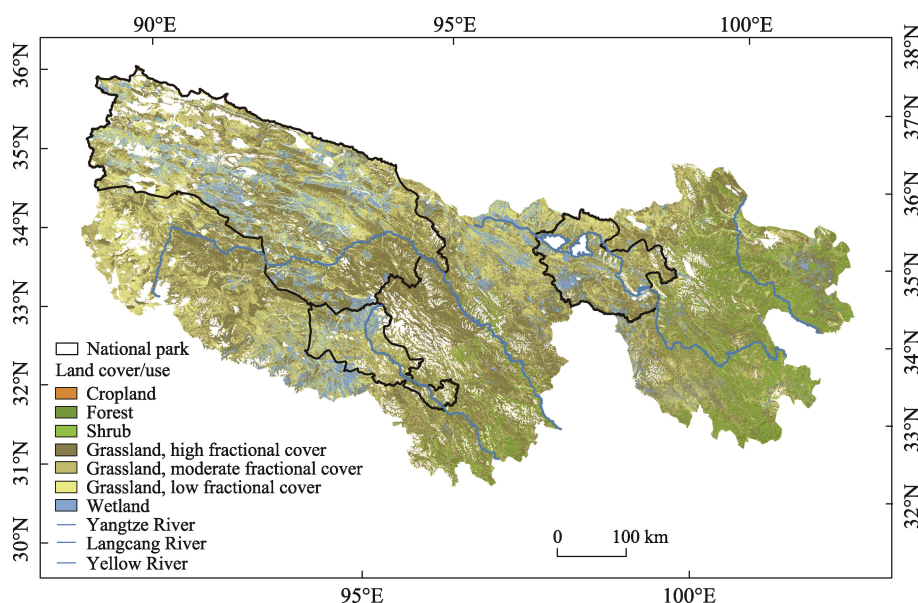 90°E 95°E 100°E
36°N
35°N
34°N
33°N
32°N
31°N
30°N
38°N
37°N
36°N
35°N
34°N
33°N
32°N
National park
Land cover/use
Cropland
Forest
Shrub
Grassland, high fractional cover
Grassland, moderate fractional cover
Grassland, low fractional cover
Wetland
Yangtze River
Langcang River
Yellow River
0 100 km
95°E 100°E